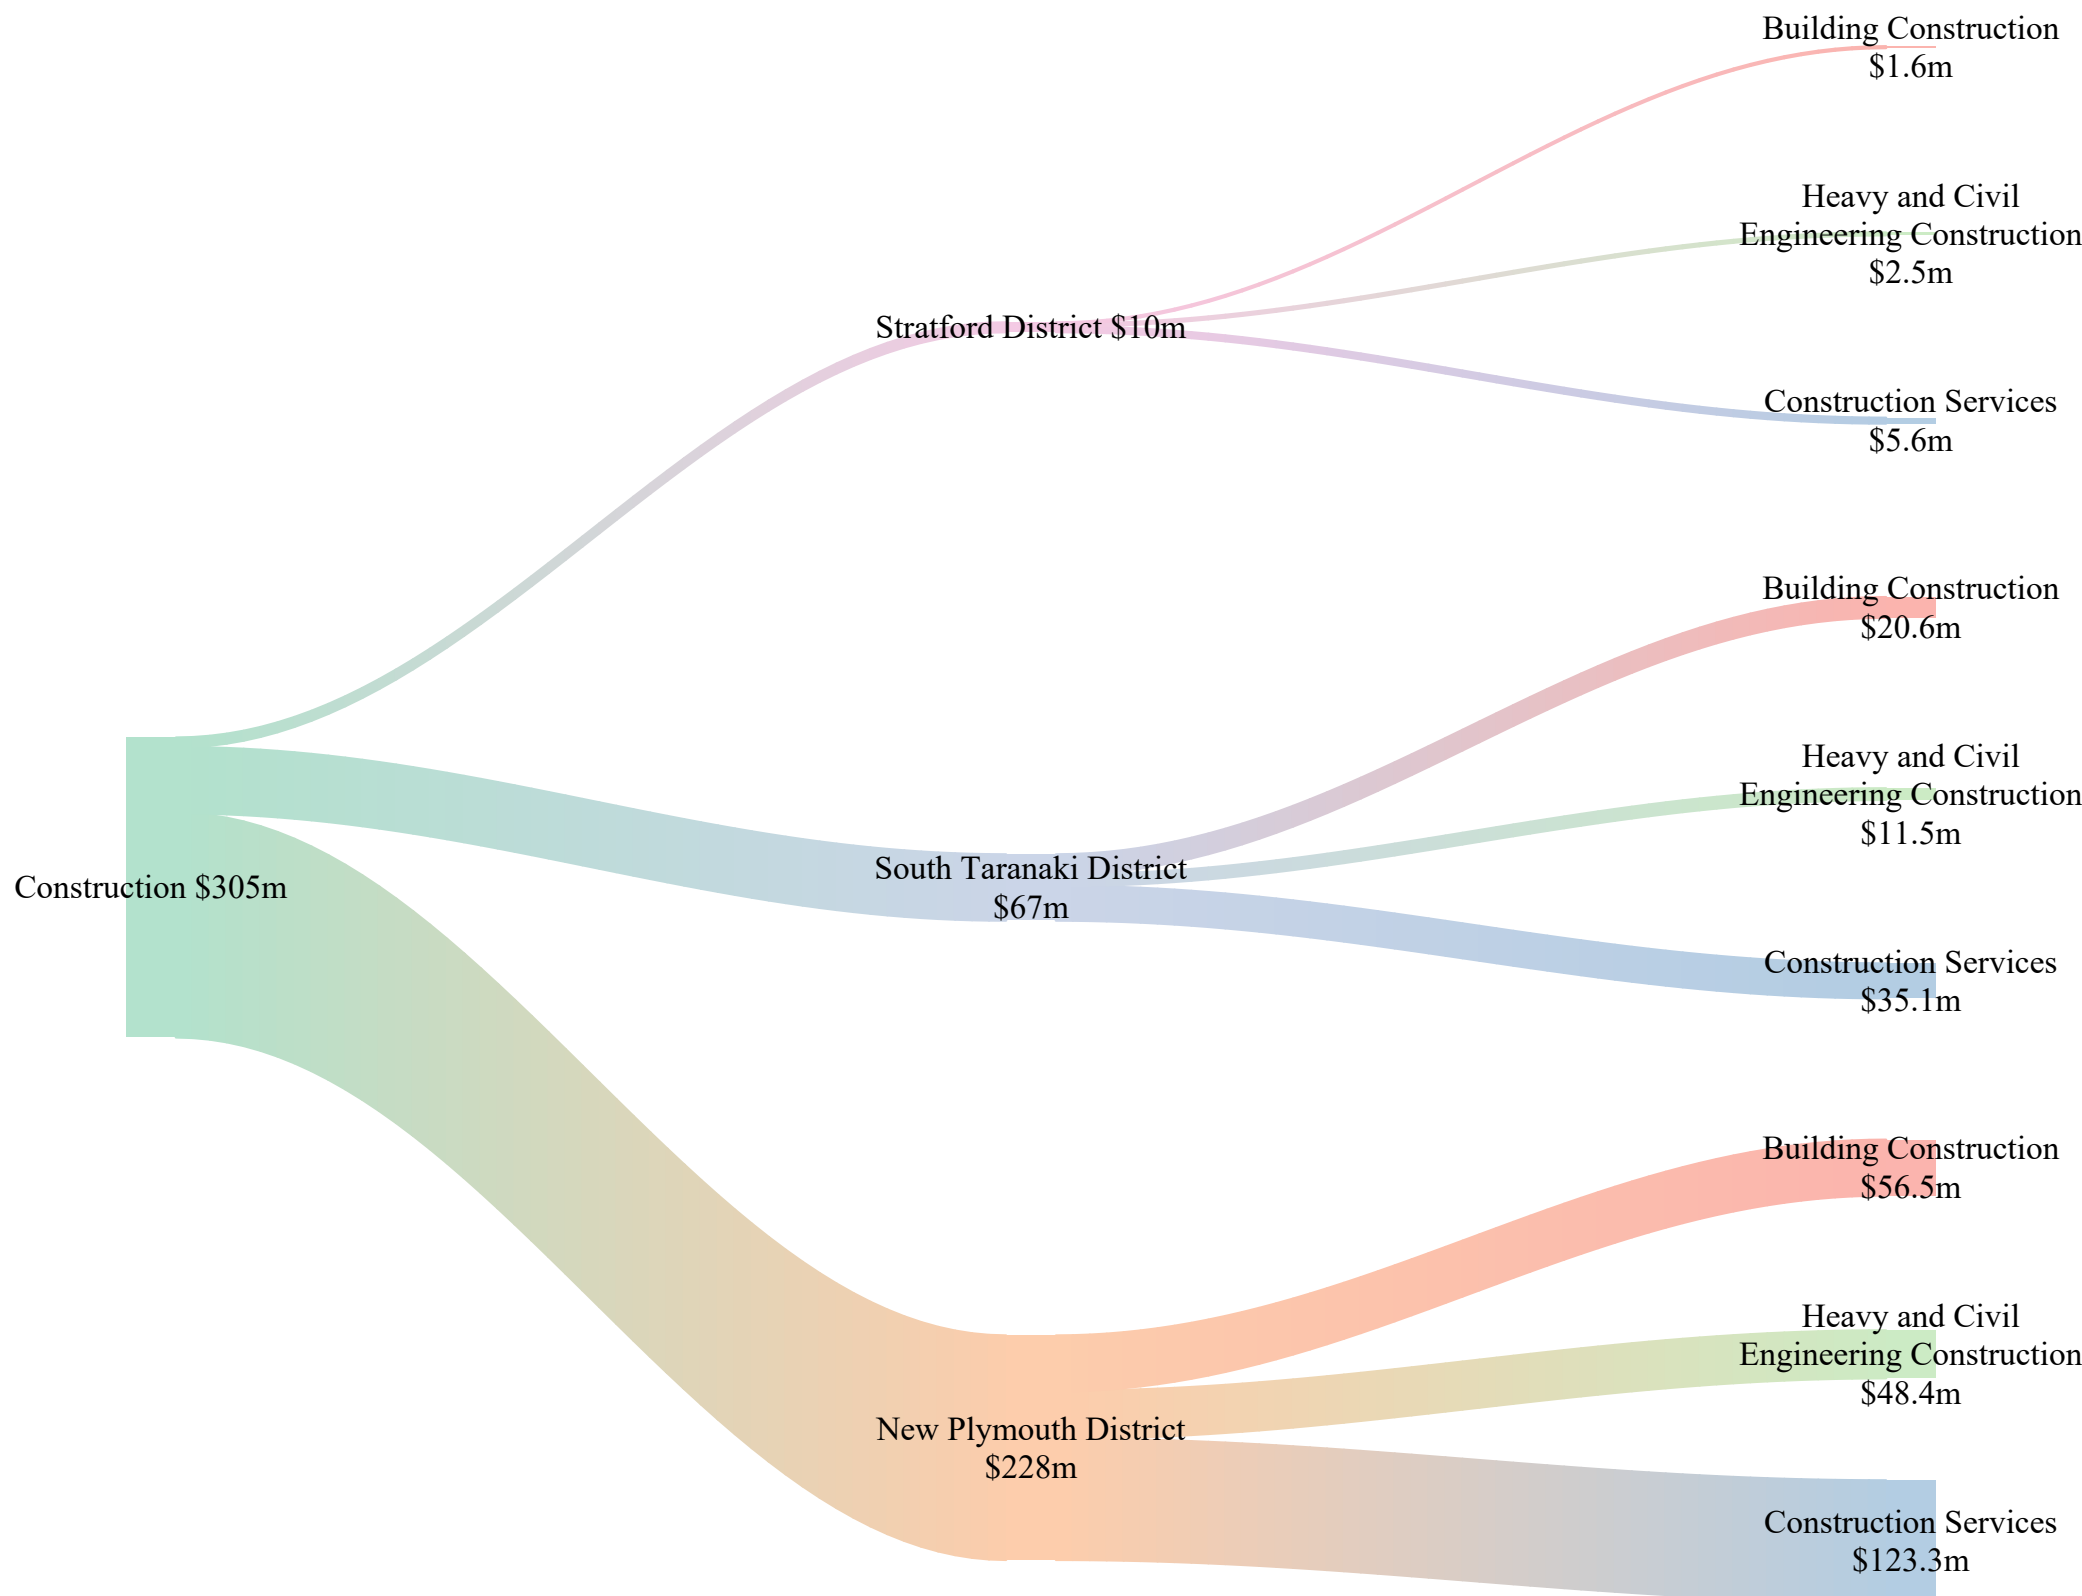 Building Construction
$1.6m
Heavy and Civil
Engineering Construction
$2.5m
Stratford District $10m
Construction Services
$5.6m
Building Construction
$20.6m
Heavy and Civil
Engineering Construction
$11.5m
South Taranaki District
$67m
Construction $305m
Construction Services
$35.1m
Building Construction
$56.5m
Heavy and Civil
Engineering Construction
$48.4m
New Plymouth District
$228m
Construction Services
$123.3m